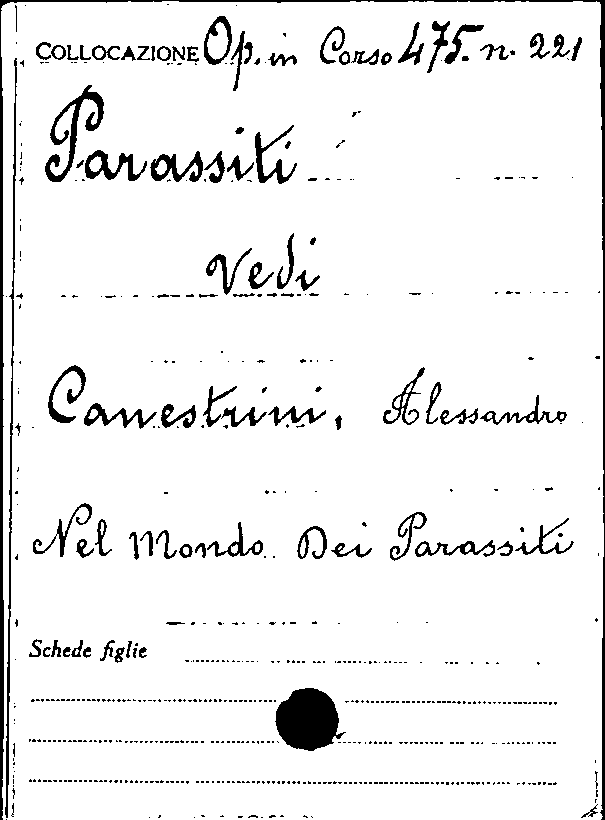 COLLOCAZIONE Op. in Corso 475. n. 221
Parassiti
Vedi
Canestrini, Alessandro
Nel Mondo Dei Parassiti
Schede figlie